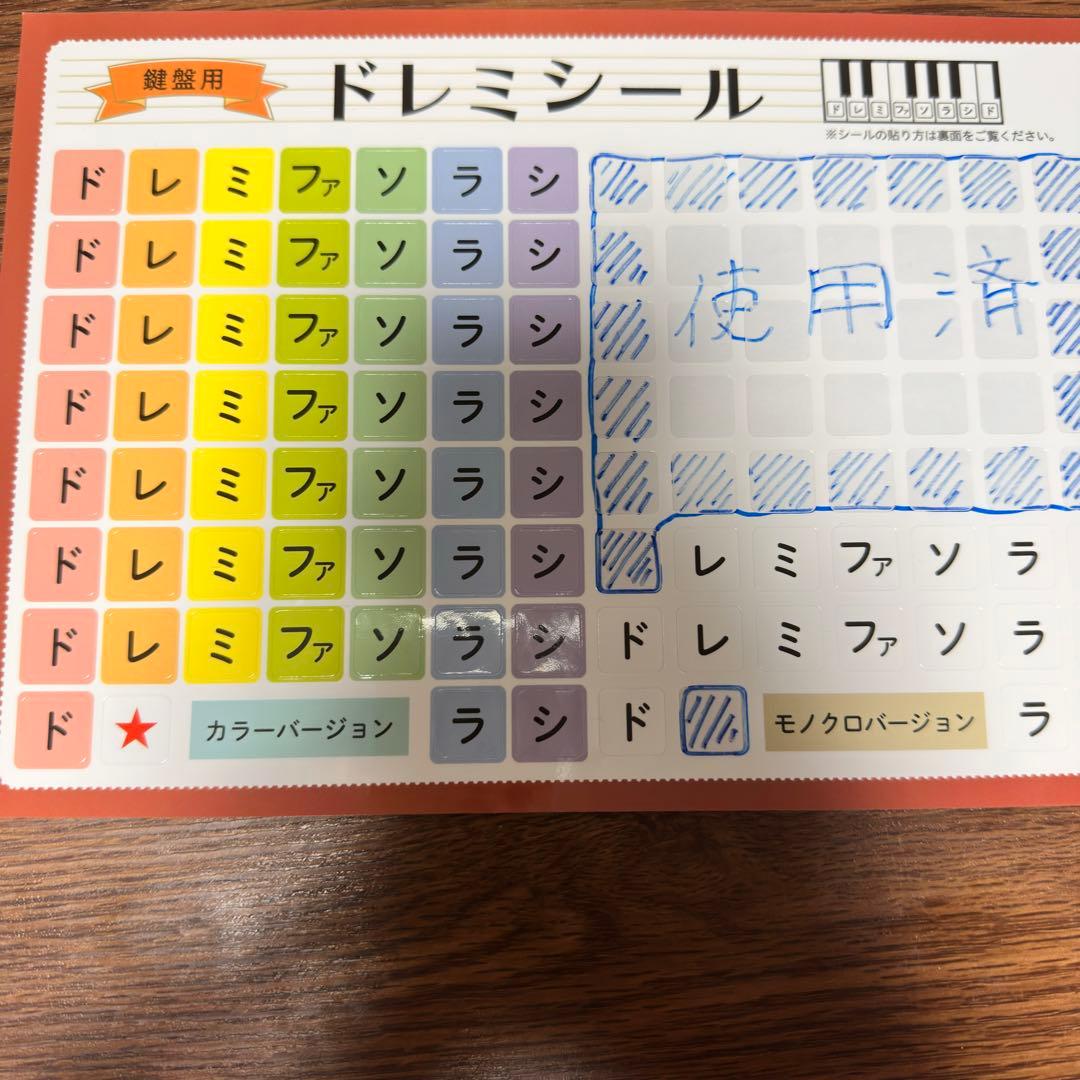 鍵盤用
ドレミシール
ド レ ミ ファ ソ ラ シ ド
※シールの貼り方は裏面をご覧ください。
ド レ ミ ファ ソ ラ シ
ド レ ミ ファ ソ ラ シ
使用済
ド レ ミ ファ ソ ラ シ
ド レ ミ ファ ソ ラ シ
ド レ ミ ファ ソ ラ シ
ド レ ミ ファ ソ ラ シ レ ミ ファ ソ ラ
ド レ ミ ファ ソ ラ シ ド レ ミ ファ ソ ラ
ド ★ カラーバージョン ラ シ ド モノクロバージョン ラ